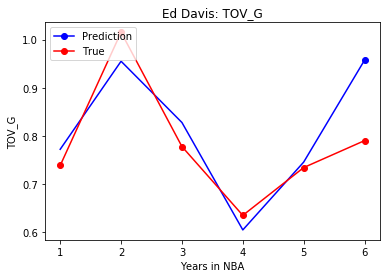 Ed Davis: TOV_G
Prediction
True
1.0
0.9
0.8
0.7
0.6
TOV_G
1 2 3 4 5 6
Years in NBA